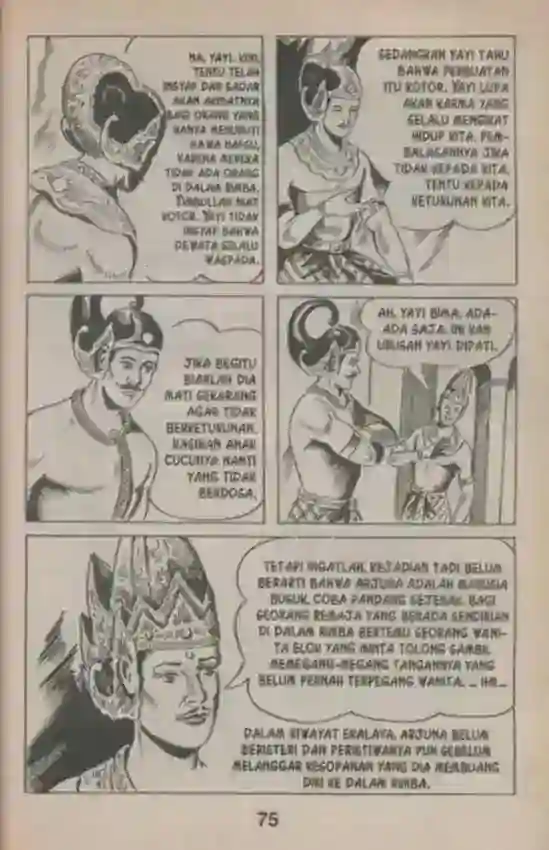 NA, YAYI. KINI,
TENTU TELAH
INSYAF DAN SADAR
AKAN AKIBATNYA
BAGI ORANG YANG
HANYA MENURUTI
HAWA NAFSU,
KARENA MEREKA
TIDAK ADA ORANG
DI DALAM RIMBA.
TIMBULLAH NIAT
KOTOR. YAYI TIDAK
INSYAF BAHWA
DEWATA SELALU
WASPADA.
SEDANGKAN YAYI TAHU
BAHWA PERBUATAN
ITU KOTOR. YAYI LUPA
AKAN KARMA YANG
SELALU MENGIKAT
HIDUP KITA. PEM-
BALASANNYA JIKA
TIDAK KEPADA KITA,
TENTU KEPADA
KETURUNAN KITA.
JIKA BEGITU
BIARLAH DIA
MATI SEKARANG
AGAR TIDAK
BERKETURUNAN.
KASIHAN ANAK
CUCUNYA NANTI
YANG TIDAK
BERDOSA.
AH, YAYI BIMA. ADA-
ADA SAJA. INI KAN
URUSAN YAYI DIPATI.
TETAPI INGATLAH, KEJADIAN TADI BELUM
BERARTI BAHWA ARJUNA ADALAH MANUSIA
BUSUK. COBA PANDANG SEJENAK. BAGI
SEORANG REMAJA YANG BERADA SENDIRIAN
DI DALAM RIMBA BERTEMU SEORANG WANI-
TA ELOK YANG MINTA TOLONG SAMBIL
MEMEGANG-MEGANG TANGANNYA YANG
BELUM PERNAH TERPEGANG WANITA. ... HM...
DALAM RIWAYAT EKALAYA, ARJUNA BELUM
BERISTERI DAN PERISTIWANYA PUN SEBELUM
MELANGGAR KESOPANAN YANG DIA MEMBUANG
DIRI KE DALAM RIMBA.
75